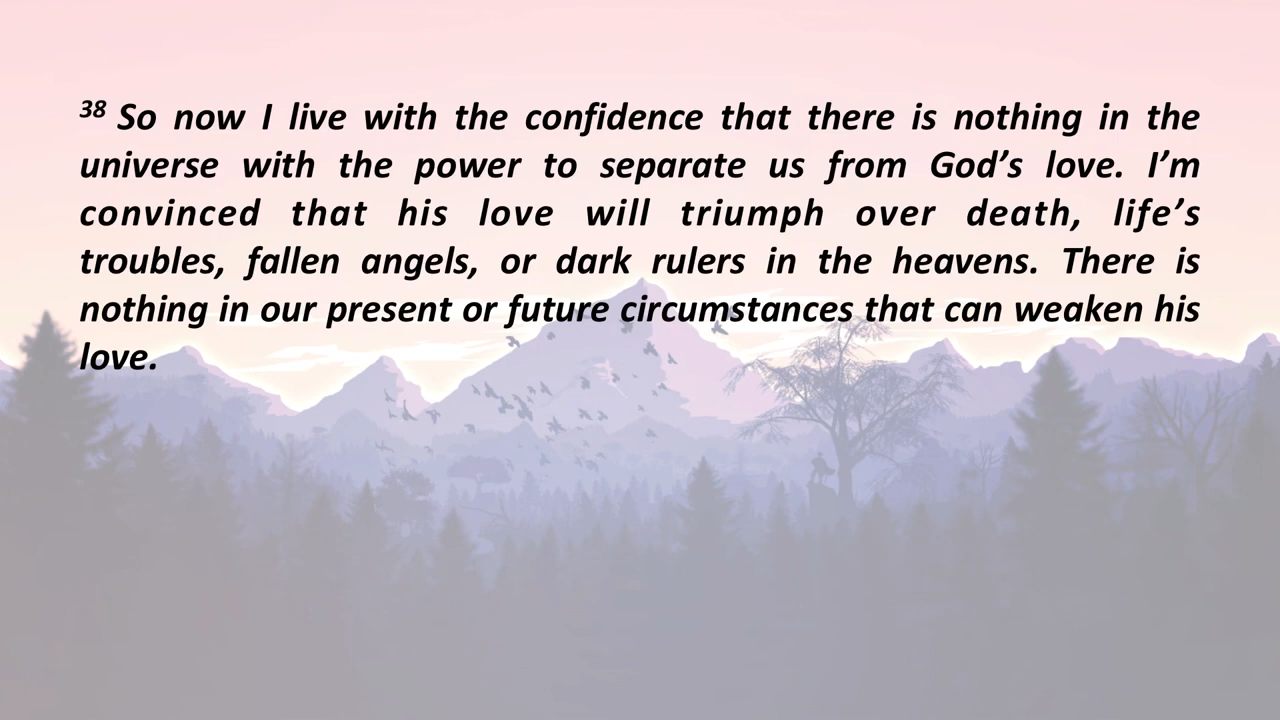 38 So now I live with the confidence that there is nothing in the
universe with the power to separate us from God’s love. I’m
convinced that his love will triumph over death, life’s
troubles, fallen angels, or dark rulers in the heavens. There is
nothing in our present or future circumstances that can weaken his
love.